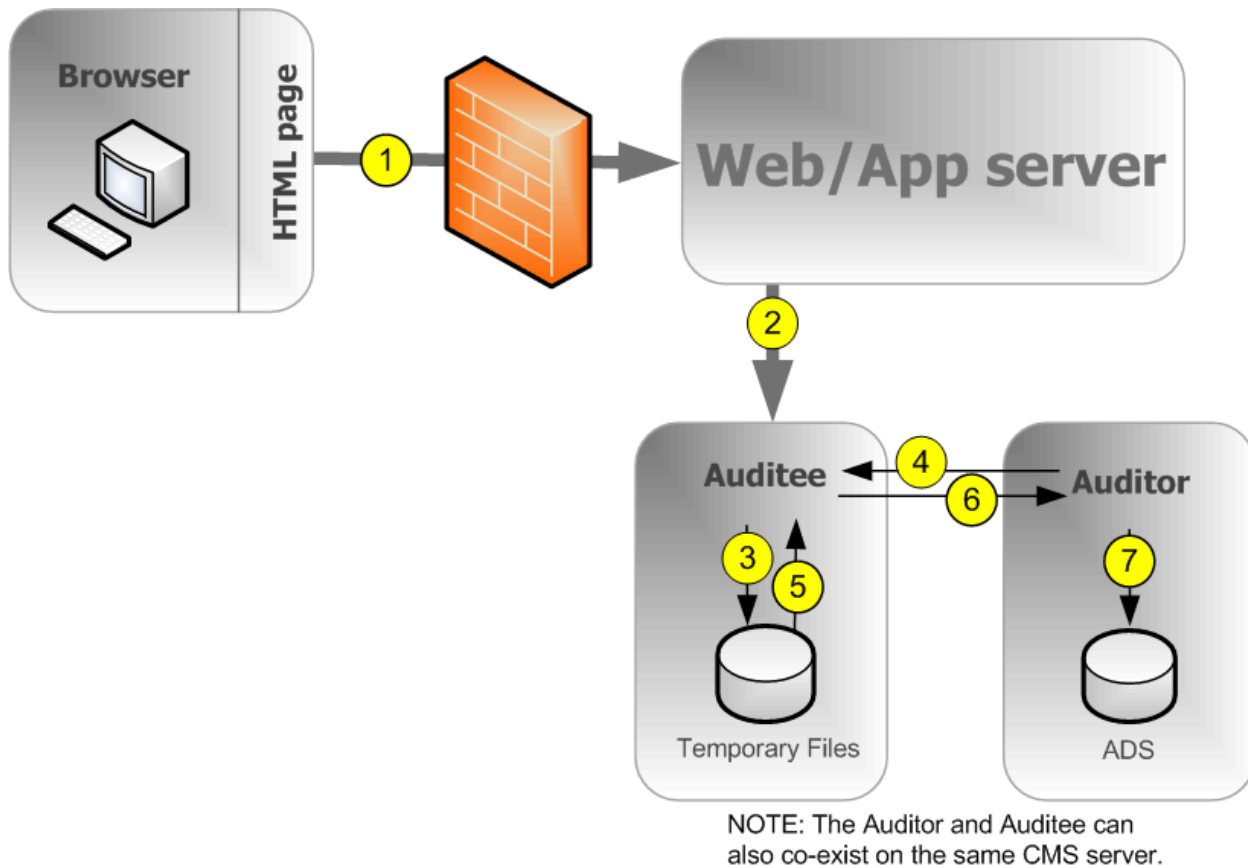 Browser
HTML page
1
Web/App server
2
Auditee
4
Auditor
6
3
5
7
Temporary Files
ADS
NOTE: The Auditor and Auditee can
also co-exist on the same CMS server.